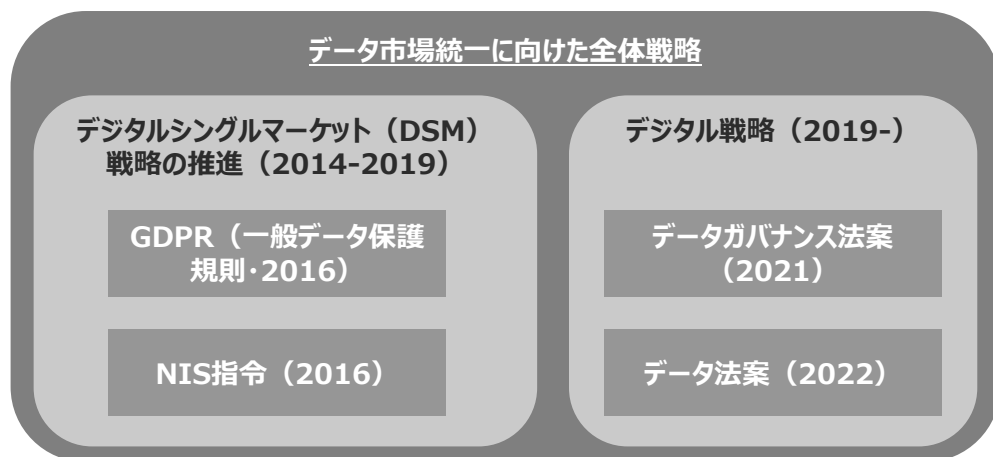 データ市場統一に向けた全体戦略
デジタルシングルマーケット（DSM）
戦略の推進（2014-2019）
GDPR（一般データ保護
規則・2016）
NIS指令（2016）
デジタル戦略（2019-）
データガバナンス法案
（2021）
データ法案（2022）